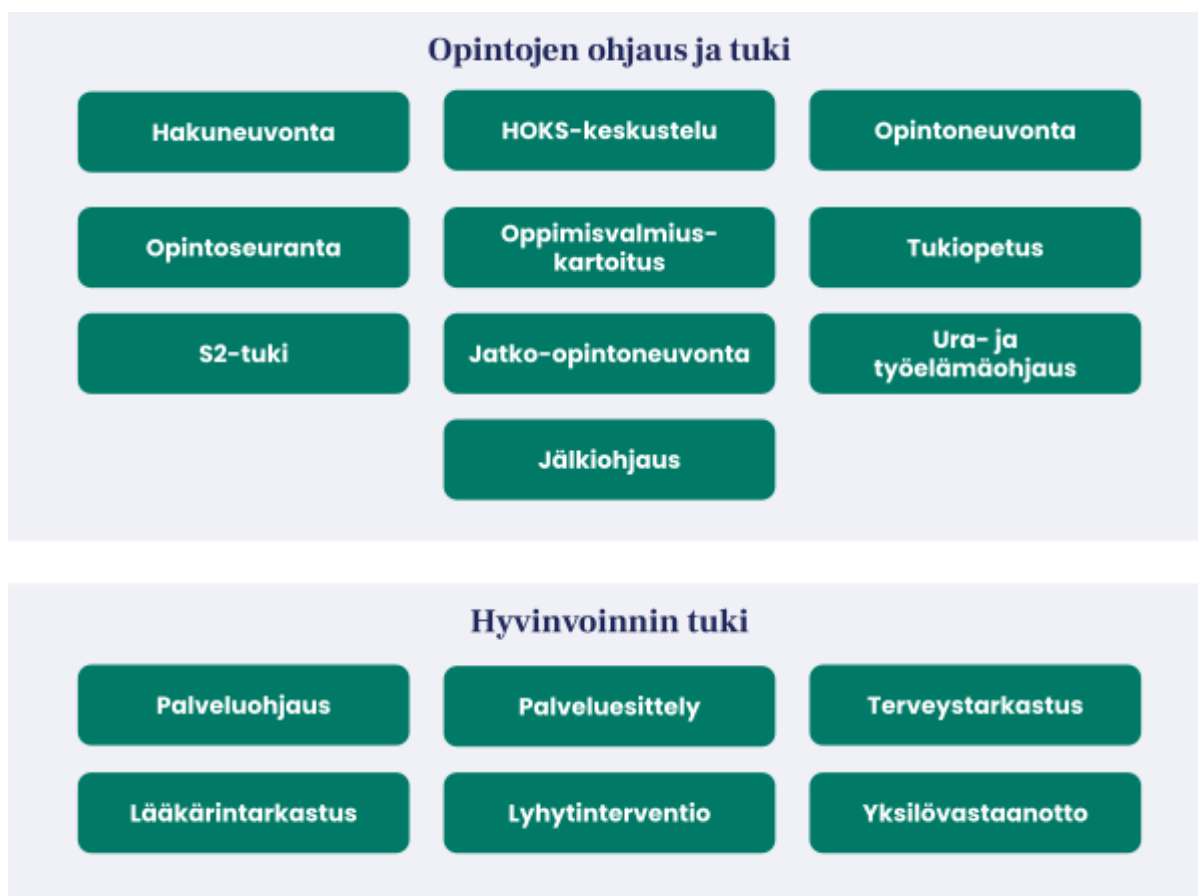 Opintojen ohjaus ja tuki
Hakuneuvonta
HOKS-keskustelu
Opintoneuvonta
Opintoseuranta
Oppimisvalmius-
kartoitus
Tukiopetus
S2-tuki
Jatko-opintoneuvonta
Ura- ja
työelämäohjaus
Jälkiohjaus
Hyvinvoinnin tuki
Palveluohjaus
Palveluesittely
Terveystarkastus
Lääkärintarkastus
Lyhytinterventio
Yksilövastaanotto